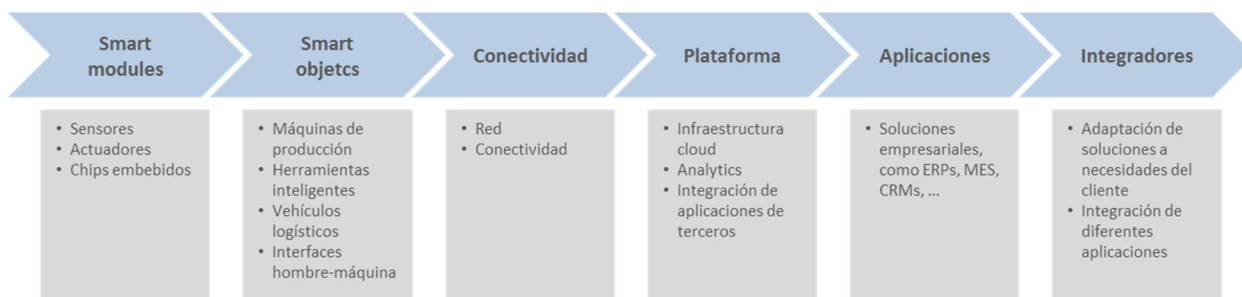 Smart
modules
Smart
objetcs
Conectividad
Plataforma
Aplicaciones
Integradores
• Sensores
• Actuadores
• Chips embebidos
• Máquinas de
producción
• Herramientas
inteligentes
• Vehículos
logísticos
• Interfaces
hombre-máquina
• Red
• Conectividad
• Infraestructura
cloud
• Analytics
• Integración de
aplicaciones de
terceros
• Soluciones
empresariales,
como ERPs, MES,
CRMs, ...
• Adaptación de
soluciones a
necesidades del
cliente
• Integración de
diferentes
aplicaciones